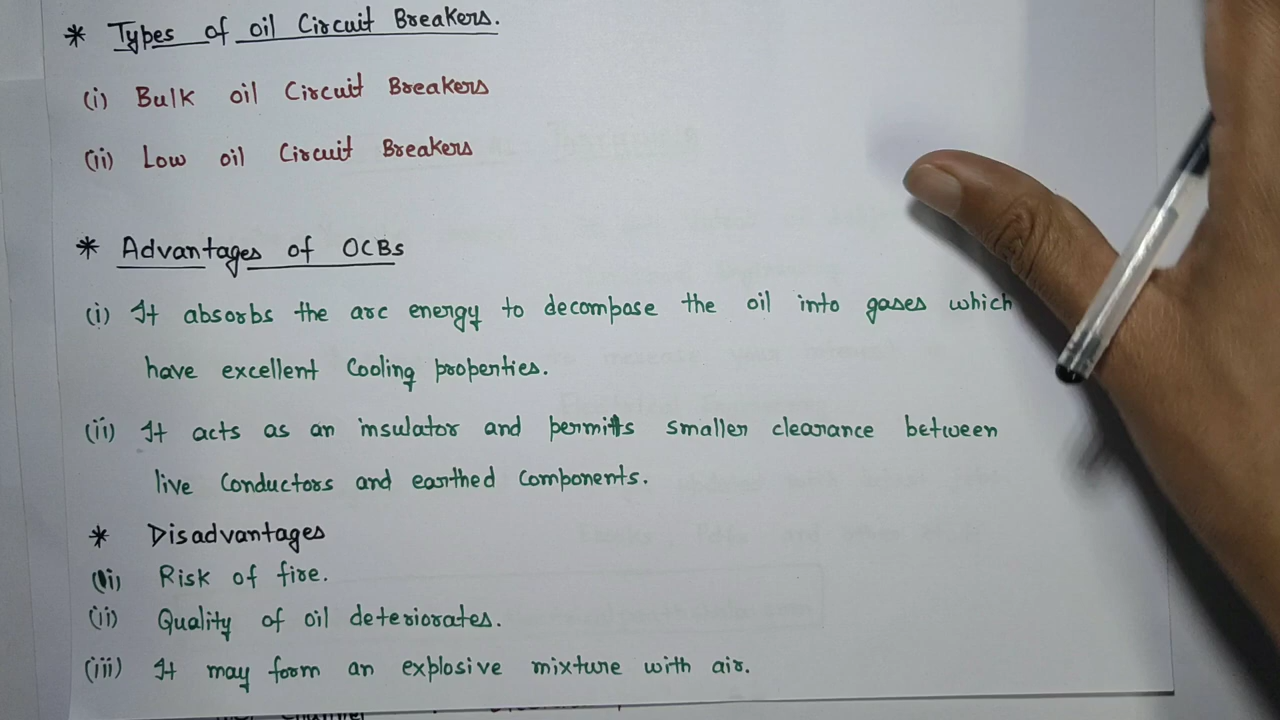 * Types of oil Circuit Breakers.
(i) Bulk oil Circuit Breakers
(ii) Low oil Circuit Breakers
* Advantages of OCBs
(i) It absorbs the arc energy to decompose the oil into gases which
have excellent Cooling properties.
(ii) It acts as an insulator and permits smaller clearance between
live Conductors and earthed Components.
* Disadvantages
(i) Risk of fire.
(ii) Quality of oil deteriorates.
(iii) It may form an explosive mixture with air.